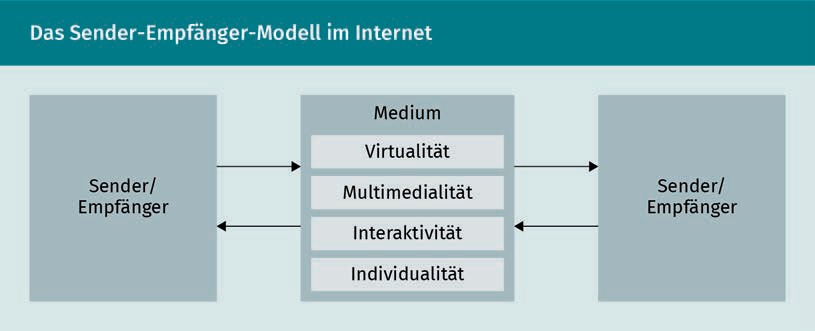 Das Sender-Empfänger-Modell im Internet
Sender/
Empfänger
Medium
Virtualität
Multimedialität
Interaktivität
Individualität
Sender/
Empfänger